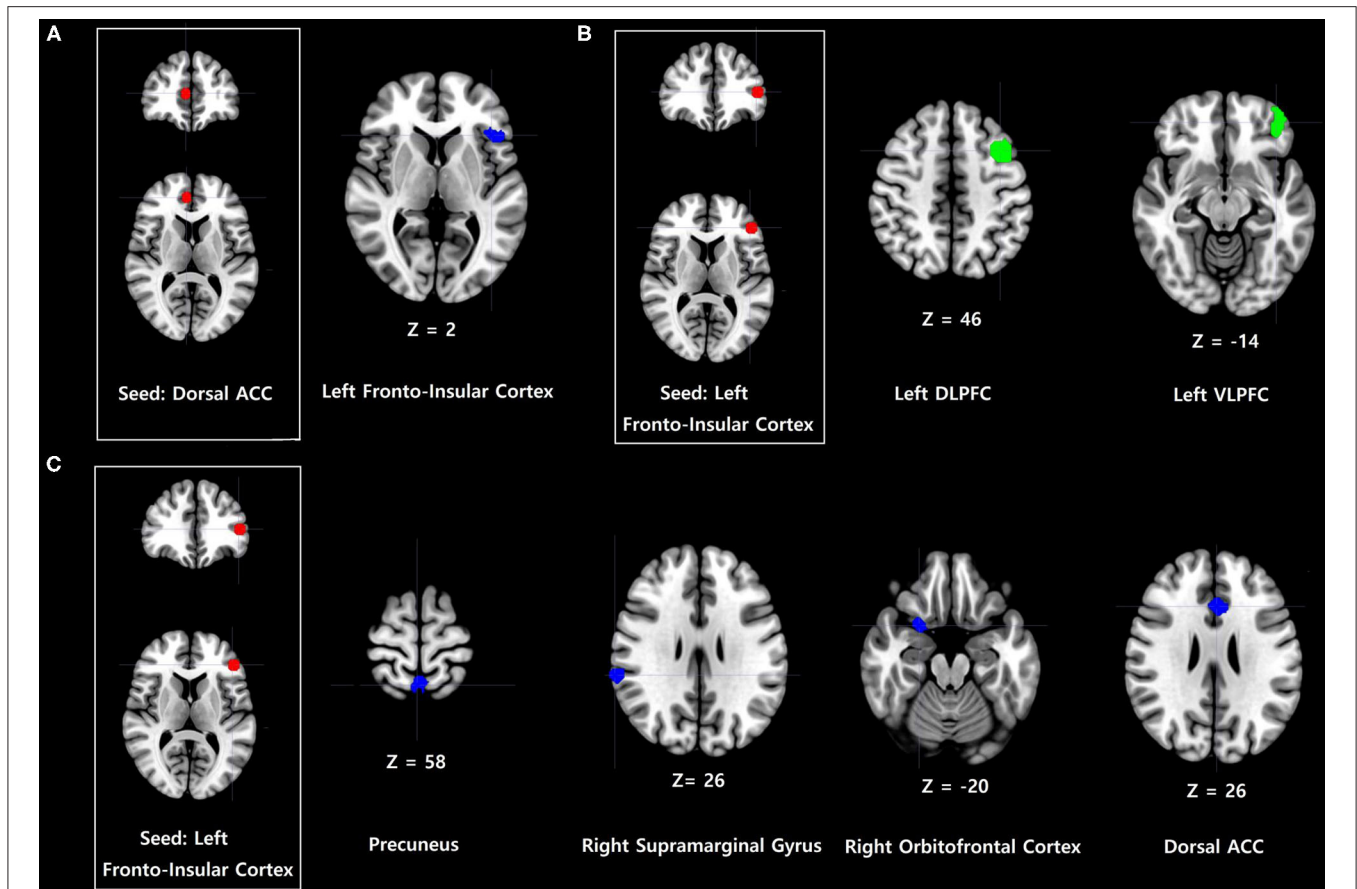 A
B
Z = 2
Z = 46
Z = -14
Seed: Dorsal ACC
Left Fronto-Insular Cortex
Seed: Left
Fronto-Insular Cortex
Left DLPFC
Left VLPFC
C
Z = 58
Z= 26
Z = -20
Z = 26
Seed: Left
Fronto-Insular Cortex
Precuneus
Right Supramarginal Gyrus
Right Orbitofrontal Cortex
Dorsal ACC